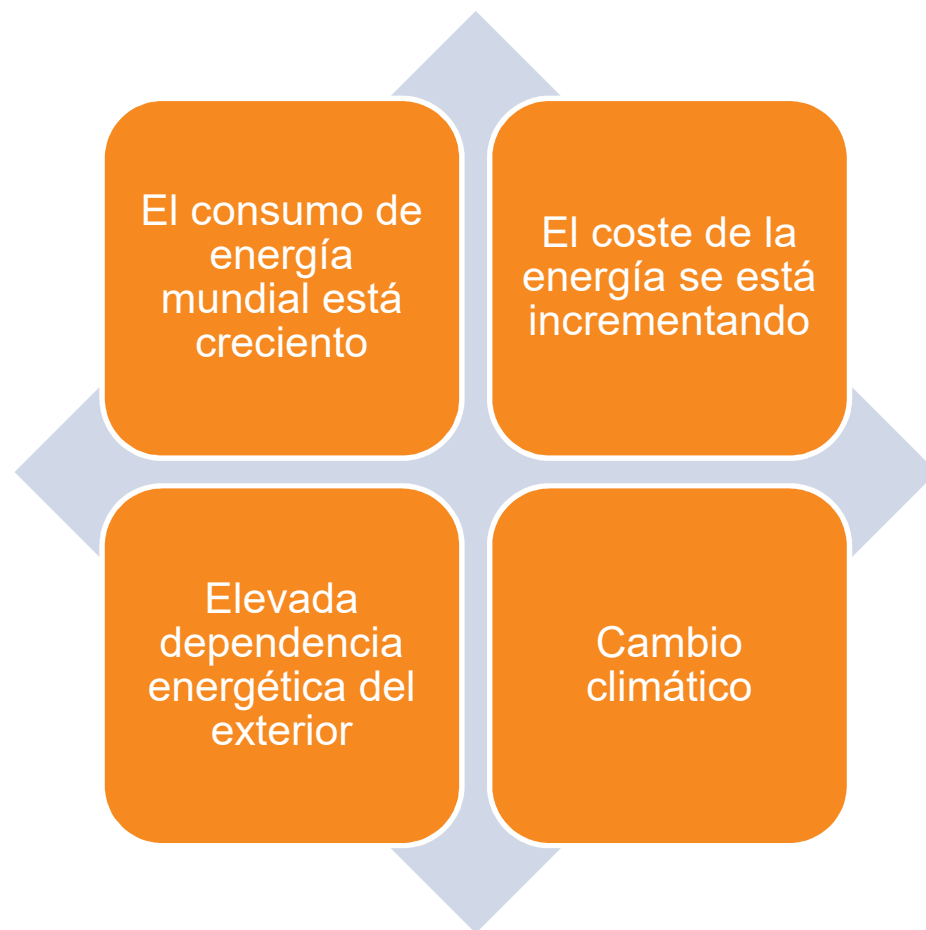 El consumo de
energía
mundial está
creciento
El coste de la
energía se está
incrementando
Elevada
dependencia
energética del
exterior
Cambio
climático